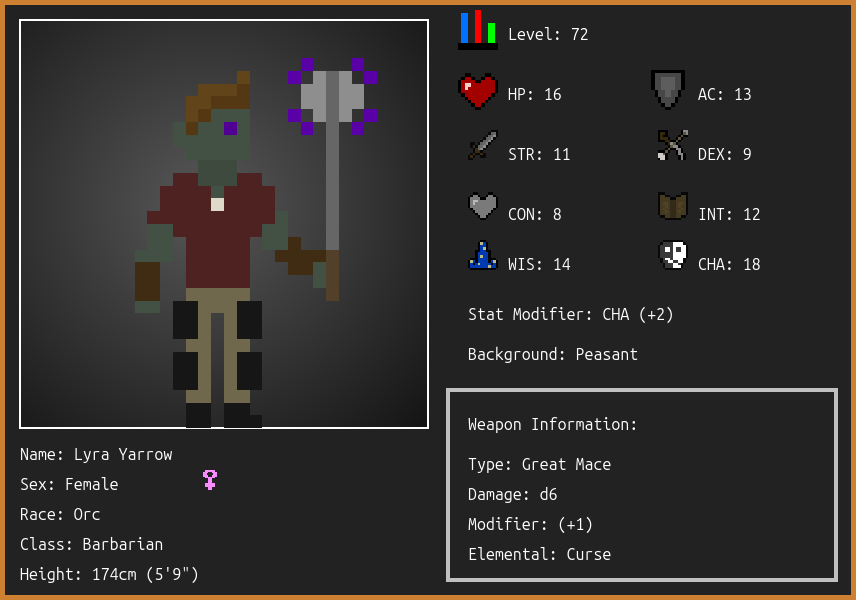 Level: 72
HP: 16
AC: 13
STR: 11
DEX: 9
CON: 8
INT: 12
WIS: 14
CHA: 18
Stat Modifier: CHA (+2)
Background: Peasant
Weapon Information:
Type: Great Mace
Damage: d6
Modifier: (+1)
Elemental: Curse
Name: Lyra Yarrow
Sex: Female
Race: Orc
Class: Barbarian
Height: 174cm (5'9")